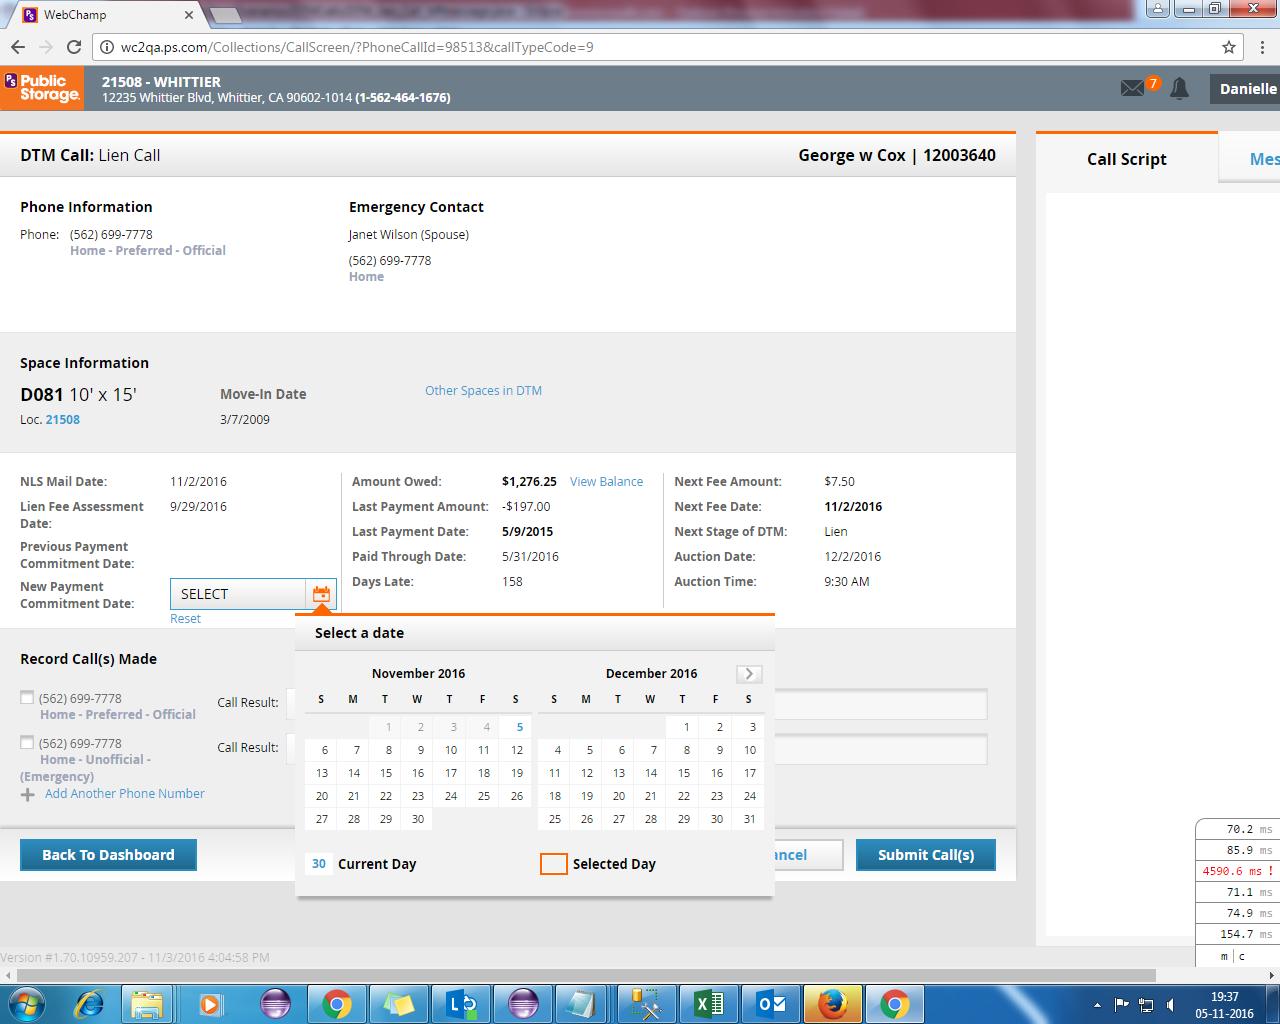 WebChamp
wc2qa.ps.com/Collections/CallScreen/?PhoneCallId=98513&callTypeCode=9
PS Public Storage.
21508 - WHITTIER
12235 Whittier Blvd, Whittier, CA 90602-1014 (1-562-464-1676)
7
Danielle
DTM Call: Lien Call
George w Cox | 12003640
Call Script
Mes
Phone Information
Phone: (562) 699-7778
Home - Preferred - Official
Emergency Contact
Janet Wilson (Spouse)
(562) 699-7778
Home
Space Information
D081 10' x 15'
Loc. 21508
Move-In Date
3/7/2009
Other Spaces in DTM
NLS Mail Date: 11/2/2016
Lien Fee Assessment Date: 9/29/2016
Previous Payment Commitment Date:
New Payment Commitment Date: SELECT
Reset
Amount Owed: $1,276.25 View Balance
Last Payment Amount: -$197.00
Last Payment Date: 5/9/2015
Paid Through Date: 5/31/2016
Days Late: 158
Next Fee Amount: $7.50
Next Fee Date: 11/2/2016
Next Stage of DTM: Lien
Auction Date: 12/2/2016
Auction Time: 9:30 AM
Record Call(s) Made
(562) 699-7778 Call Result:
Home - Preferred - Official
(562) 699-7778 Call Result:
Home - Unofficial -
(Emergency)
Add Another Phone Number
Select a date
November 2016
S M T W T F S
1 2 3 4 5
6 7 8 9 10 11 12
13 14 15 16 17 18 19
20 21 22 23 24 25 26
27 28 29 30
December 2016
S M T W T F S
1 2 3
4 5 6 7 8 9 10
11 12 13 14 15 16 17
18 19 20 21 22 23 24
25 26 27 28 29 30 31
30 Current Day
Selected Day
Back To Dashboard
ancel
Submit Call(s)
70.2 ms
85.9 ms
4590.6 ms !
71.1 ms
74.9 ms
154.7 ms
m | c
Version #1.70.10959.207 - 11/3/2016 4:04:58 PM
19:37
05-11-2016